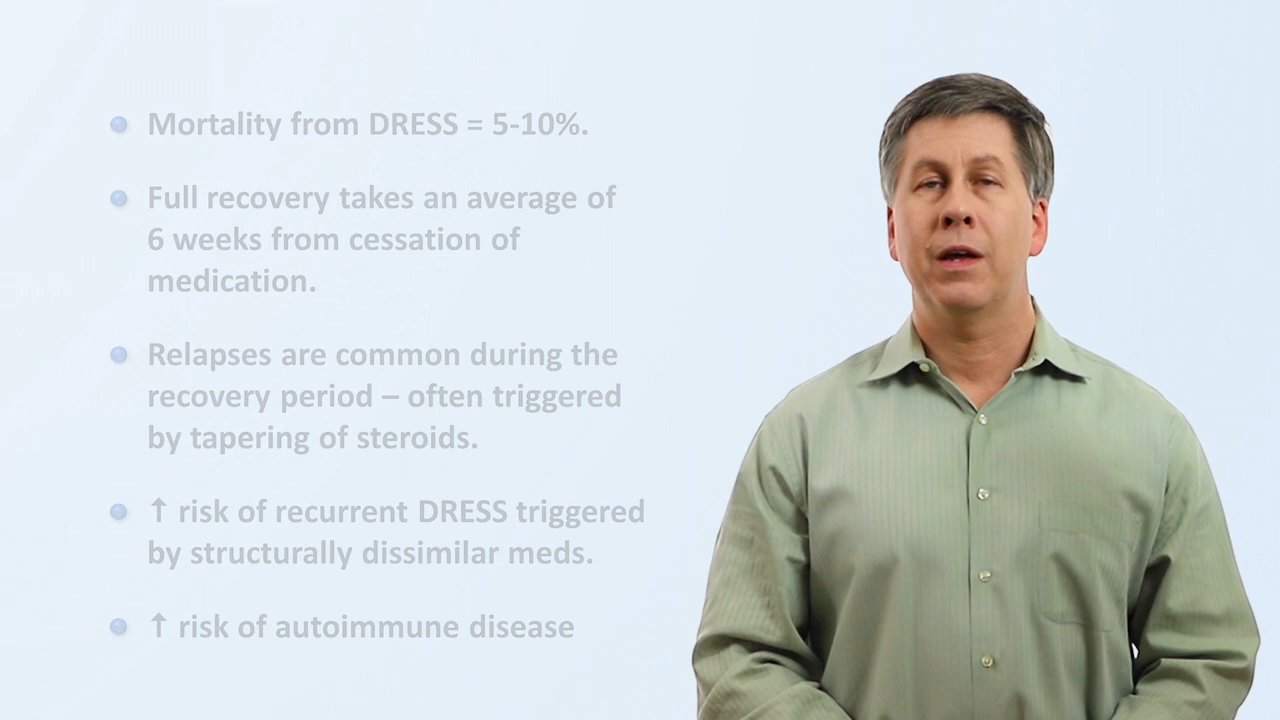 Mortality from DRESS = 5-10%.
Full recovery takes an average of
6 weeks from cessation of
medication.
Relapses are common during the
recovery period – often triggered
by tapering of steroids.
↑ risk of recurrent DRESS triggered
by structurally dissimilar meds.
↑ risk of autoimmune disease